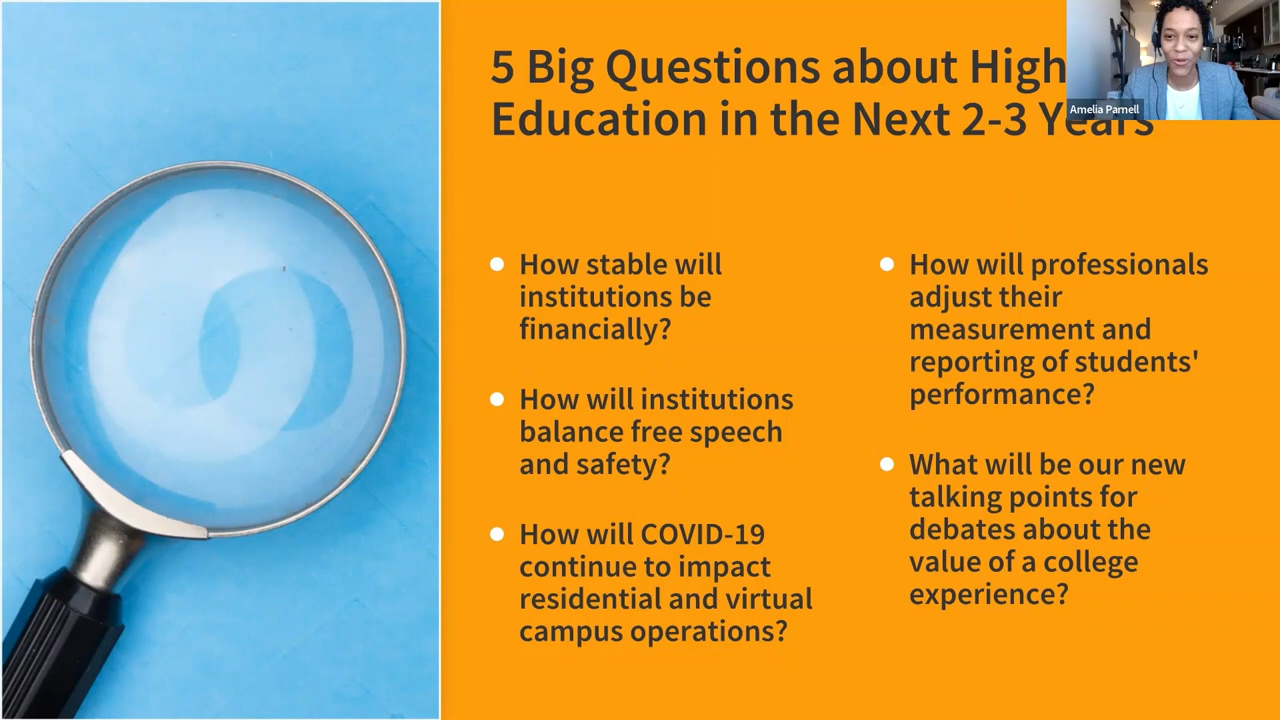 5 Big Questions about High
Education in the Next 2-3 Years
Amelia Parnell
How stable will
institutions be
financially?
How will institutions
balance free speech
and safety?
How will COVID-19
continue to impact
residential and virtual
campus operations?
How will professionals
adjust their
measurement and
reporting of students'
performance?
What will be our new
talking points for
debates about the
value of a college
experience?